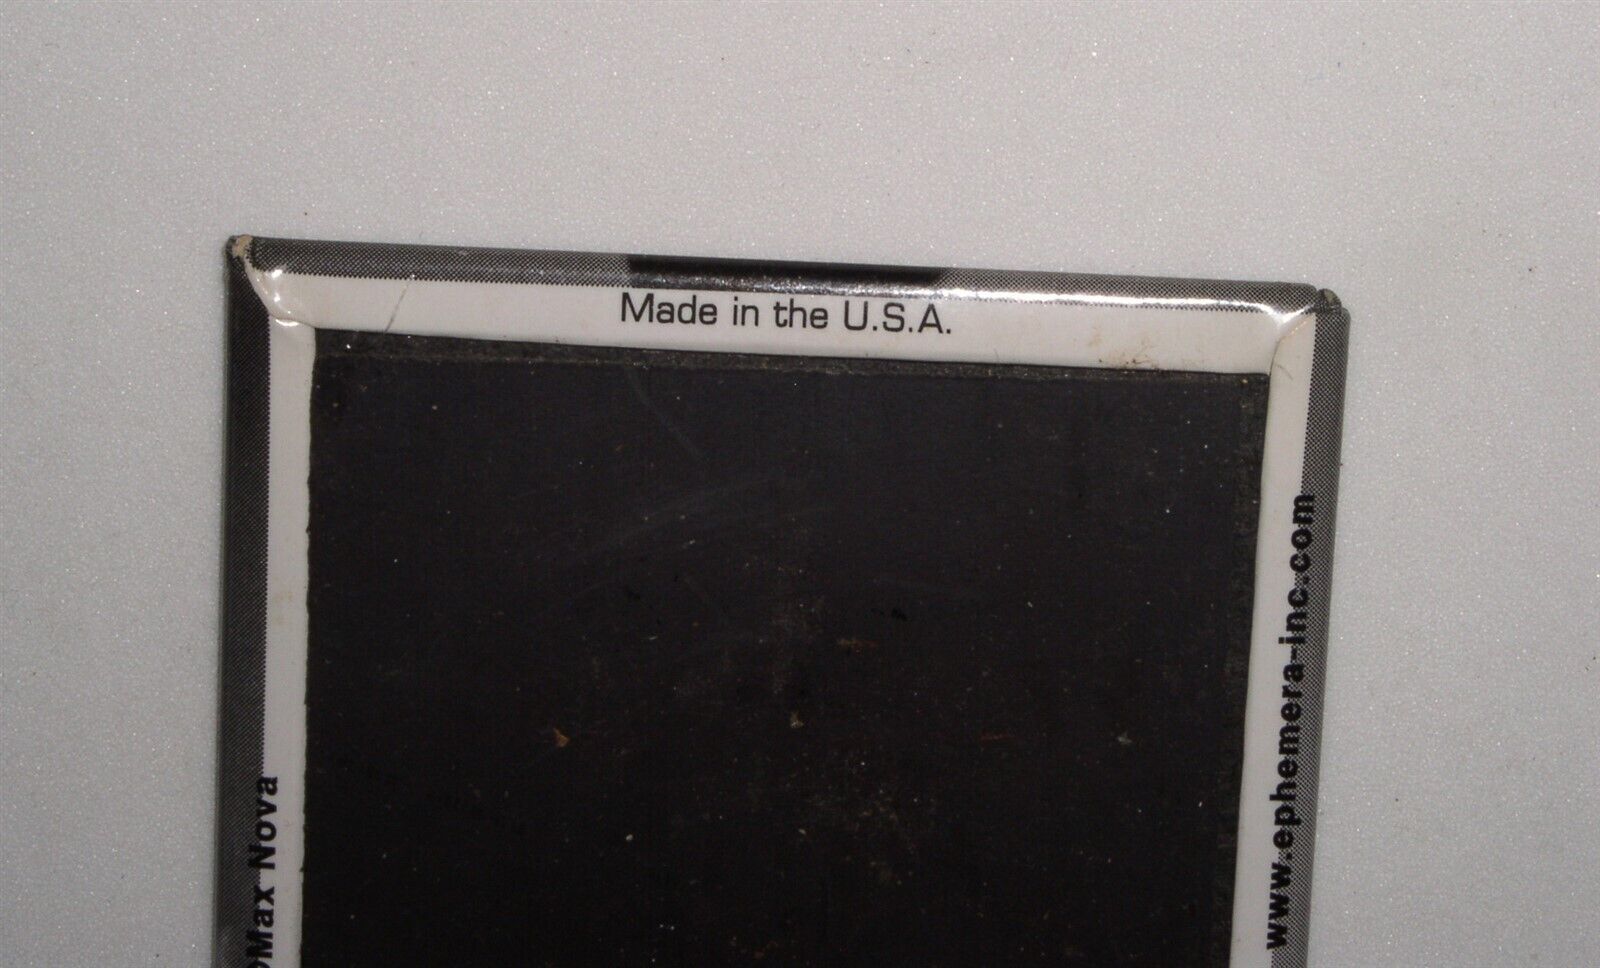 Made in the U.S.A.
©Max Nova
www.ephemera-inc.com